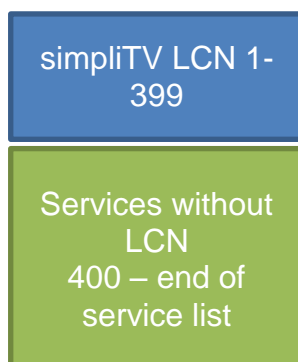 simpliTV LCN 1-
399
Services without
LCN
400 – end of
service list